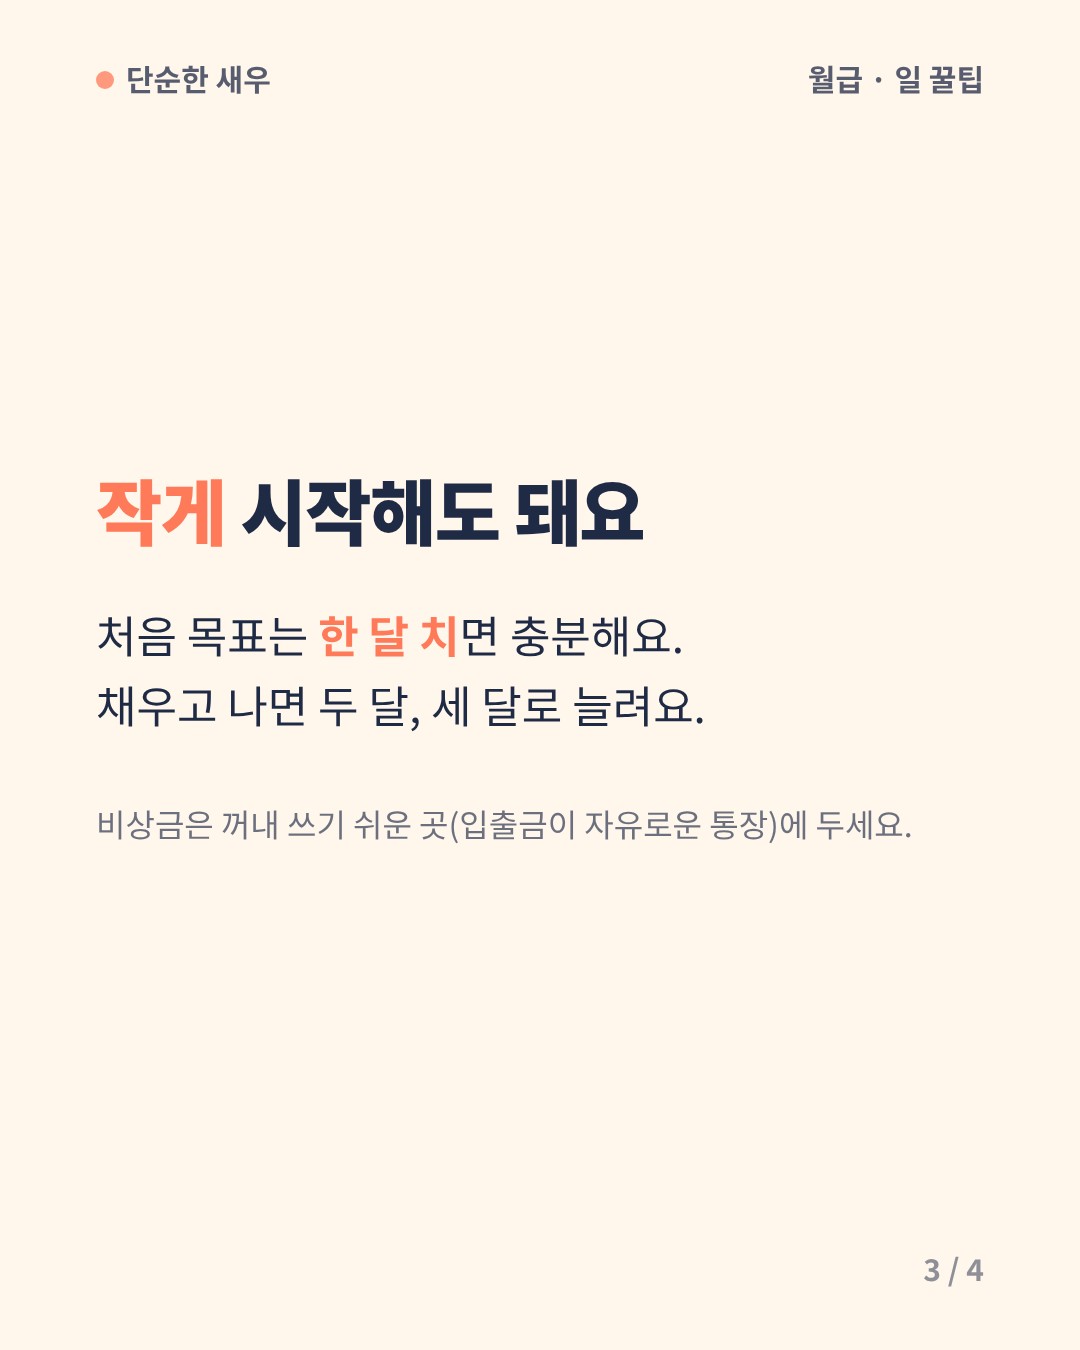 단순한 새우
월급 · 일 꿀팁
작게 시작해도 돼요
처음 목표는 한 달 치면 충분해요.
채우고 나면 두 달, 세 달로 늘려요.
비상금은 꺼내 쓰기 쉬운 곳(입출금이 자유로운 통장)에 두세요.
3 / 4